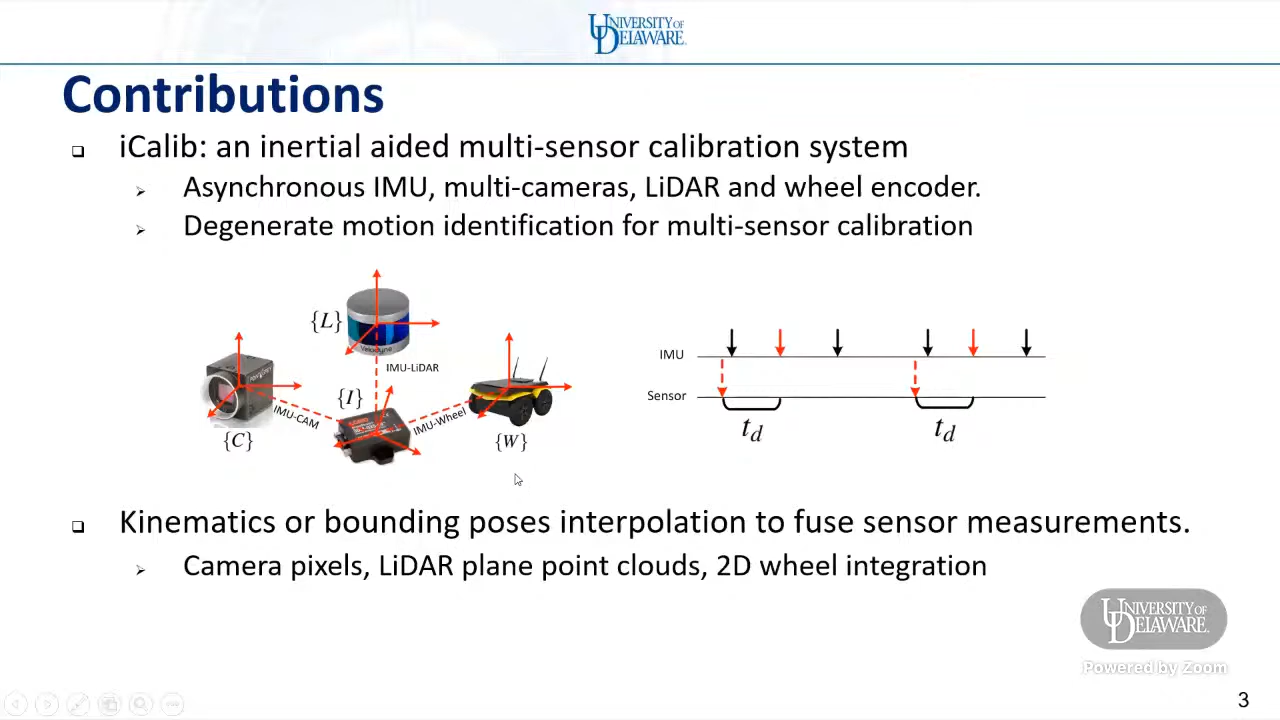 UNIVERSITY OF
DELAWARE
Contributions
iCalib: an inertial aided multi-sensor calibration system
Asynchronous IMU, multi-cameras, LiDAR and wheel encoder.
Degenerate motion identification for multi-sensor calibration
{L}
Velodyne
IMU-LiDAR
{I}
IMU-CAM
IMU-Wheel
{C}
{W}
IMU
Sensor
t_d
t_d
Kinematics or bounding poses interpolation to fuse sensor measurements.
Camera pixels, LiDAR plane point clouds, 2D wheel integration
UNIVERSITY OF
DELAWARE
Powered by Zoom
3